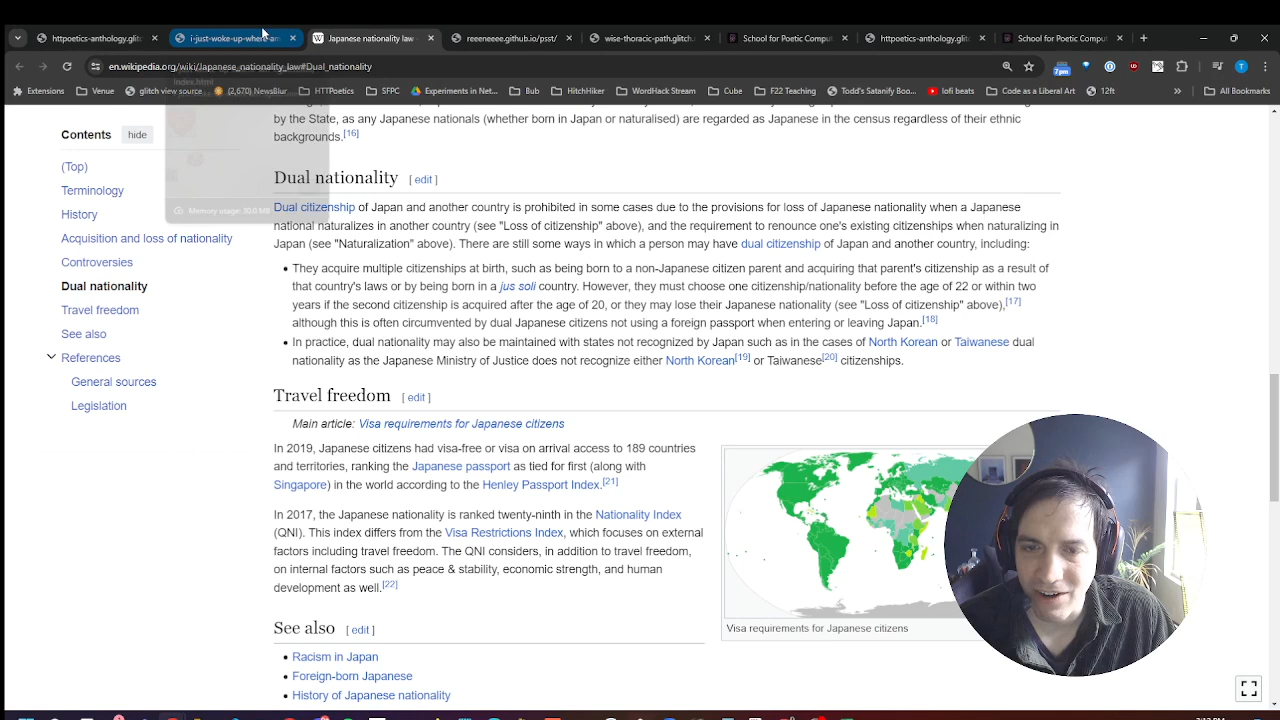 httpoetics-anthology.glitc
i-just-woke-up-where-am
Japanese nationality law -
reeeneeee.github.io/psst/
wise-thoracic-path.glitch.
School for Poetic Comput
httpoetics-anthology.glitc
School for Poetic Comput
en.wikipedia.org/wiki/Japanese_nationality_law#Dual_nationality
index.html
Extensions
Venue
glitch view source
(2,670) NewsBlur
HTTPoetics
SFPC
Experiments in Net...
Bub
HitchHiker
WordHack Stream
Cube
F22 Teaching
Todd's Satanify Boo...
lofi beats
Code as a Liberal Art
12ft
All Bookmarks
Memory usage: 30.0 MB
Contents hide
(Top)
Terminology
History
Acquisition and loss of nationality
Controversies
Dual nationality
Travel freedom
See also
References
General sources
Legislation
by the State, as any Japanese nationals (whether born in Japan or naturalised) are regarded as Japanese in the census regardless of their ethnic
backgrounds.[16]
Dual nationality [ edit ]
Dual citizenship of Japan and another country is prohibited in some cases due to the provisions for loss of Japanese nationality when a Japanese
national naturalizes in another country (see "Loss of citizenship" above), and the requirement to renounce one's existing citizenships when naturalizing in
Japan (see "Naturalization" above). There are still some ways in which a person may have dual citizenship of Japan and another country, including:
• They acquire multiple citizenships at birth, such as being born to a non-Japanese citizen parent and acquiring that parent's citizenship as a result of
that country's laws or by being born in a jus soli country. However, they must choose one citizenship/nationality before the age of 22 or within two
years if the second citizenship is acquired after the age of 20, or they may lose their Japanese nationality (see "Loss of citizenship" above),[17]
although this is often circumvented by dual Japanese citizens not using a foreign passport when entering or leaving Japan.[18]
• In practice, dual nationality may also be maintained with states not recognized by Japan such as in the cases of North Korean or Taiwanese dual
nationality as the Japanese Ministry of Justice does not recognize either North Korean[19] or Taiwanese[20] citizenships.
Travel freedom [ edit ]
Main article: Visa requirements for Japanese citizens
In 2019, Japanese citizens had visa-free or visa on arrival access to 189 countries
and territories, ranking the Japanese passport as tied for first (along with
Singapore) in the world according to the Henley Passport Index.[21]
In 2017, the Japanese nationality is ranked twenty-ninth in the Nationality Index
(QNI). This index differs from the Visa Restrictions Index, which focuses on external
factors including travel freedom. The QNI considers, in addition to travel freedom,
on internal factors such as peace & stability, economic strength, and human
development as well.[22]
Visa requirements for Japanese citizens
See also [ edit ]
• Racism in Japan
• Foreign-born Japanese
• History of Japanese nationality